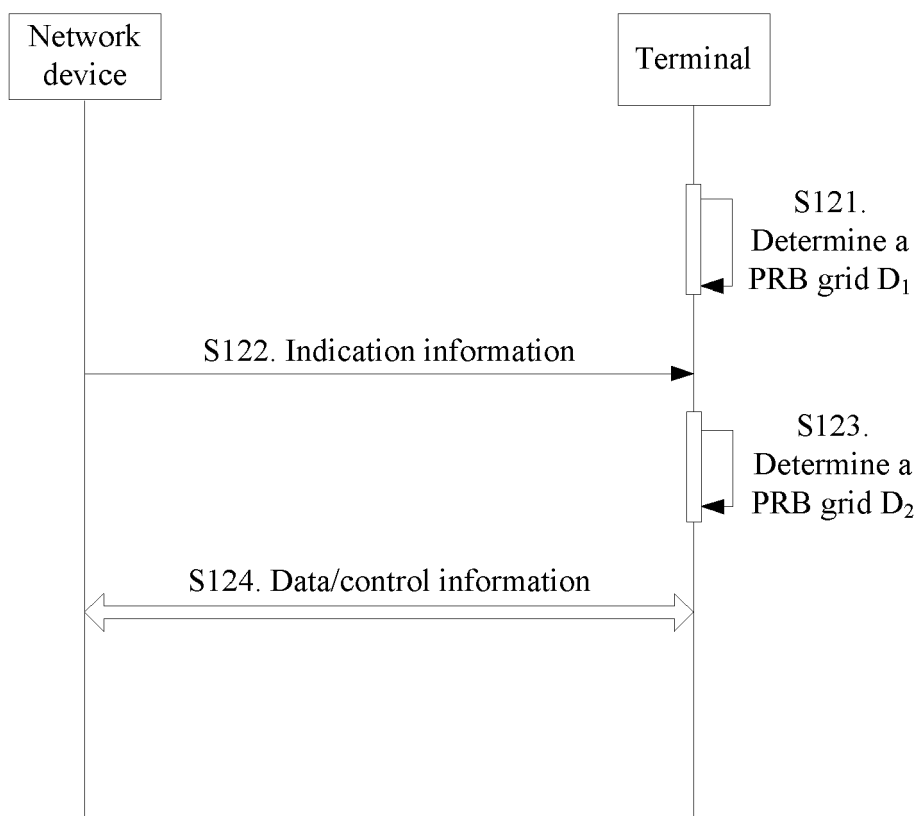 Network
device
Terminal
S121.
Determine a
PRB grid D₁
S122. Indication information
S123.
Determine a
PRB grid D₂
S124. Data/control information